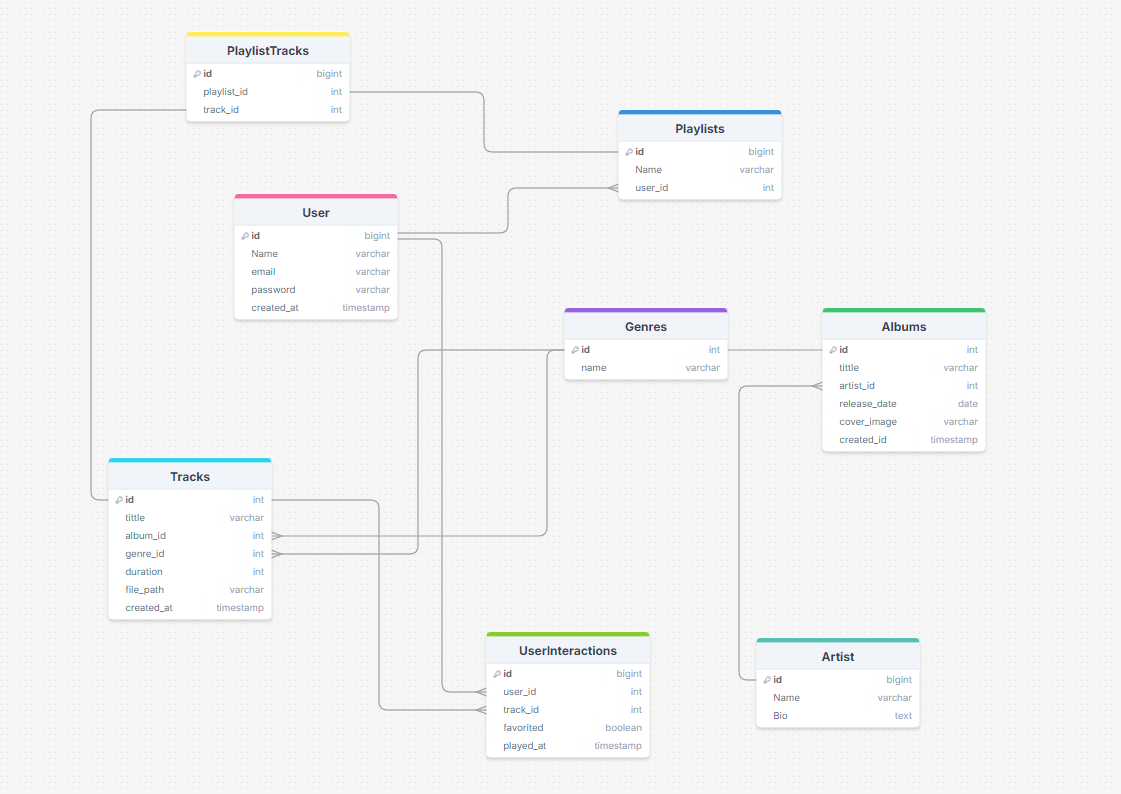 PlaylistTracks
id bigint
playlist_id int
track_id int
Playlists
id bigint
Name varchar
user_id int
User
id bigint
Name varchar
email varchar
password varchar
created_at timestamp
Genres
id int
name varchar
Albums
id int
tittle varchar
artist_id int
release_date date
cover_image varchar
created_id timestamp
Tracks
id int
tittle varchar
album_id int
genre_id int
duration int
file_path varchar
created_at timestamp
UserInteractions
id bigint
user_id int
track_id int
favorited boolean
played_at timestamp
Artist
id bigint
Name varchar
Bio text